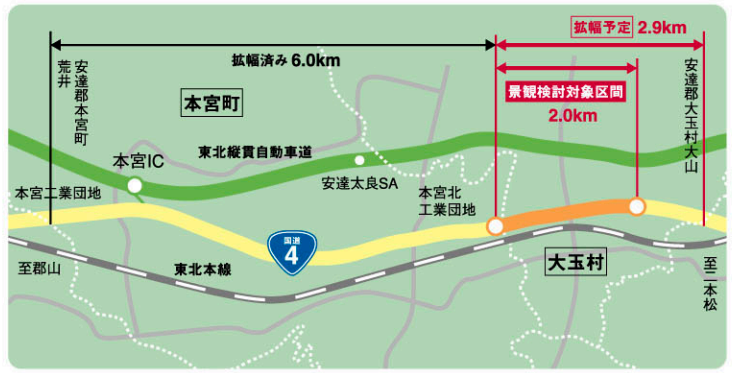 拡幅予定 2.9km
拡幅済み 6.0km
荒井
安達郡本宮町
安達郡大玉村大山
景観検討対象区間
2.0km
本宮町
本宮IC
東北縦貫自動車道
安達太良SA
本宮工業団地
本宮北
工業団地
国道
4
大玉村
至郡山
東北本線
至二本松